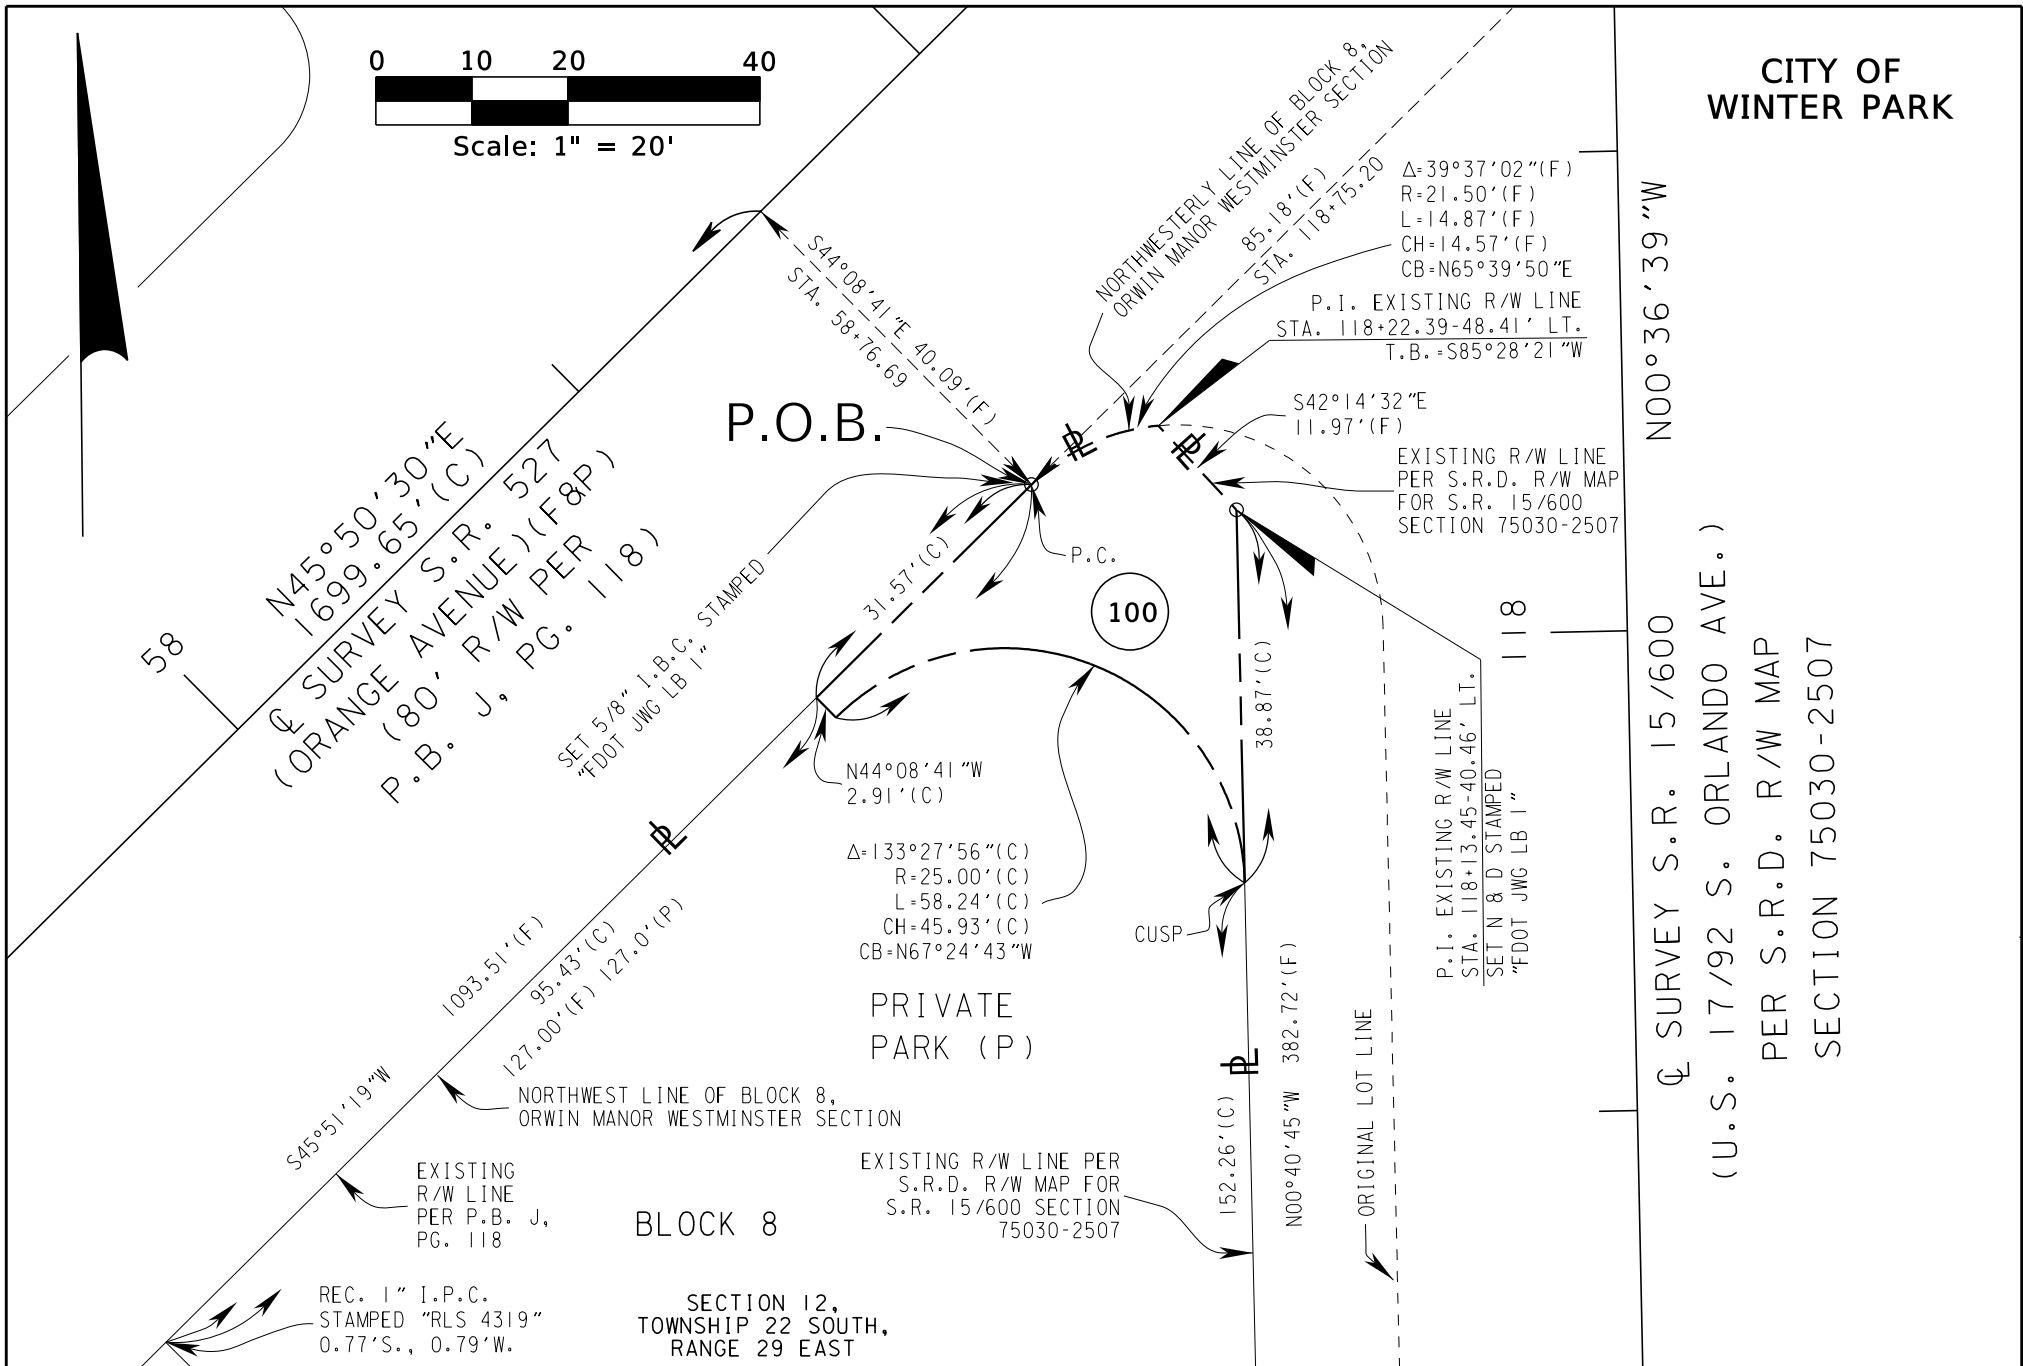 0 10 20 40
Scale: 1" = 20'
CITY OF
WINTER PARK
NORTHWESTERLY LINE OF BLOCK 8,
ORWIN MANOR WESTMINSTER SECTION
85.18'(F)
STA. 118+75.20
Δ=39°37'02"(F)
R=21.50'(F)
L=14.87'(F)
CH=14.57'(F)
CB=N65°39'50"E
P.I. EXISTING R/W LINE
STA. 118+22.39-48.41' LT.
T.B.=S85°28'21"W
S42°14'32"E
11.97'(F)
EXISTING R/W LINE
PER S.R.D. R/W MAP
FOR S.R. 15/600
SECTION 75030-2507
S44°08'41"E 40.09'(F)
STA. 58+76.69
P.O.B.
PL
PL
P.C.
100
N45°50'30"E
1699.65'(C)
CL SURVEY S.R. 527
(ORANGE AVENUE)(F&P)
(80' R/W PER
P.B. J, PG. 118)
58
SET 5/8" I.B.C. STAMPED
"FDOT JWG LB 1"
31.57'(C)
38.87'(C)
N44°08'41"W
2.91'(C)
Δ=133°27'56"(C)
R=25.00'(C)
L=58.24'(C)
CH=45.93'(C)
CB=N67°24'43"W
CUSP
PRIVATE
PARK (P)
PL
1093.51'(F)
95.43'(C)
127.00'(F) 127.0'(P)
S45°51'19"W
NORTHWEST LINE OF BLOCK 8,
ORWIN MANOR WESTMINSTER SECTION
EXISTING
R/W LINE
PER P.B. J,
PG. 118
BLOCK 8
EXISTING R/W LINE PER
S.R.D. R/W MAP FOR
S.R. 15/600 SECTION
75030-2507
REC. 1" I.P.C.
STAMPED "RLS 4319"
0.77'S., 0.79'W.
SECTION 12,
TOWNSHIP 22 SOUTH,
RANGE 29 EAST
PL
152.26'(C)
N00°40'45"W 382.72'(F)
ORIGINAL LOT LINE
P.I. EXISTING R/W LINE
STA. 118+13.45-40.46' LT.
SET N & D STAMPED
"FDOT JWG LB 1"
118
N00°36'39"W
CL SURVEY S.R. 15/600
(U.S. 17/92 S. ORLANDO AVE.)
PER S.R.D. R/W MAP
SECTION 75030-2507